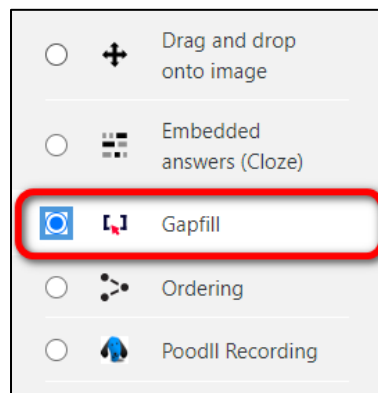 Drag and drop
onto image
Embedded
answers (Cloze)
Gapfill
Ordering
Poodll Recording